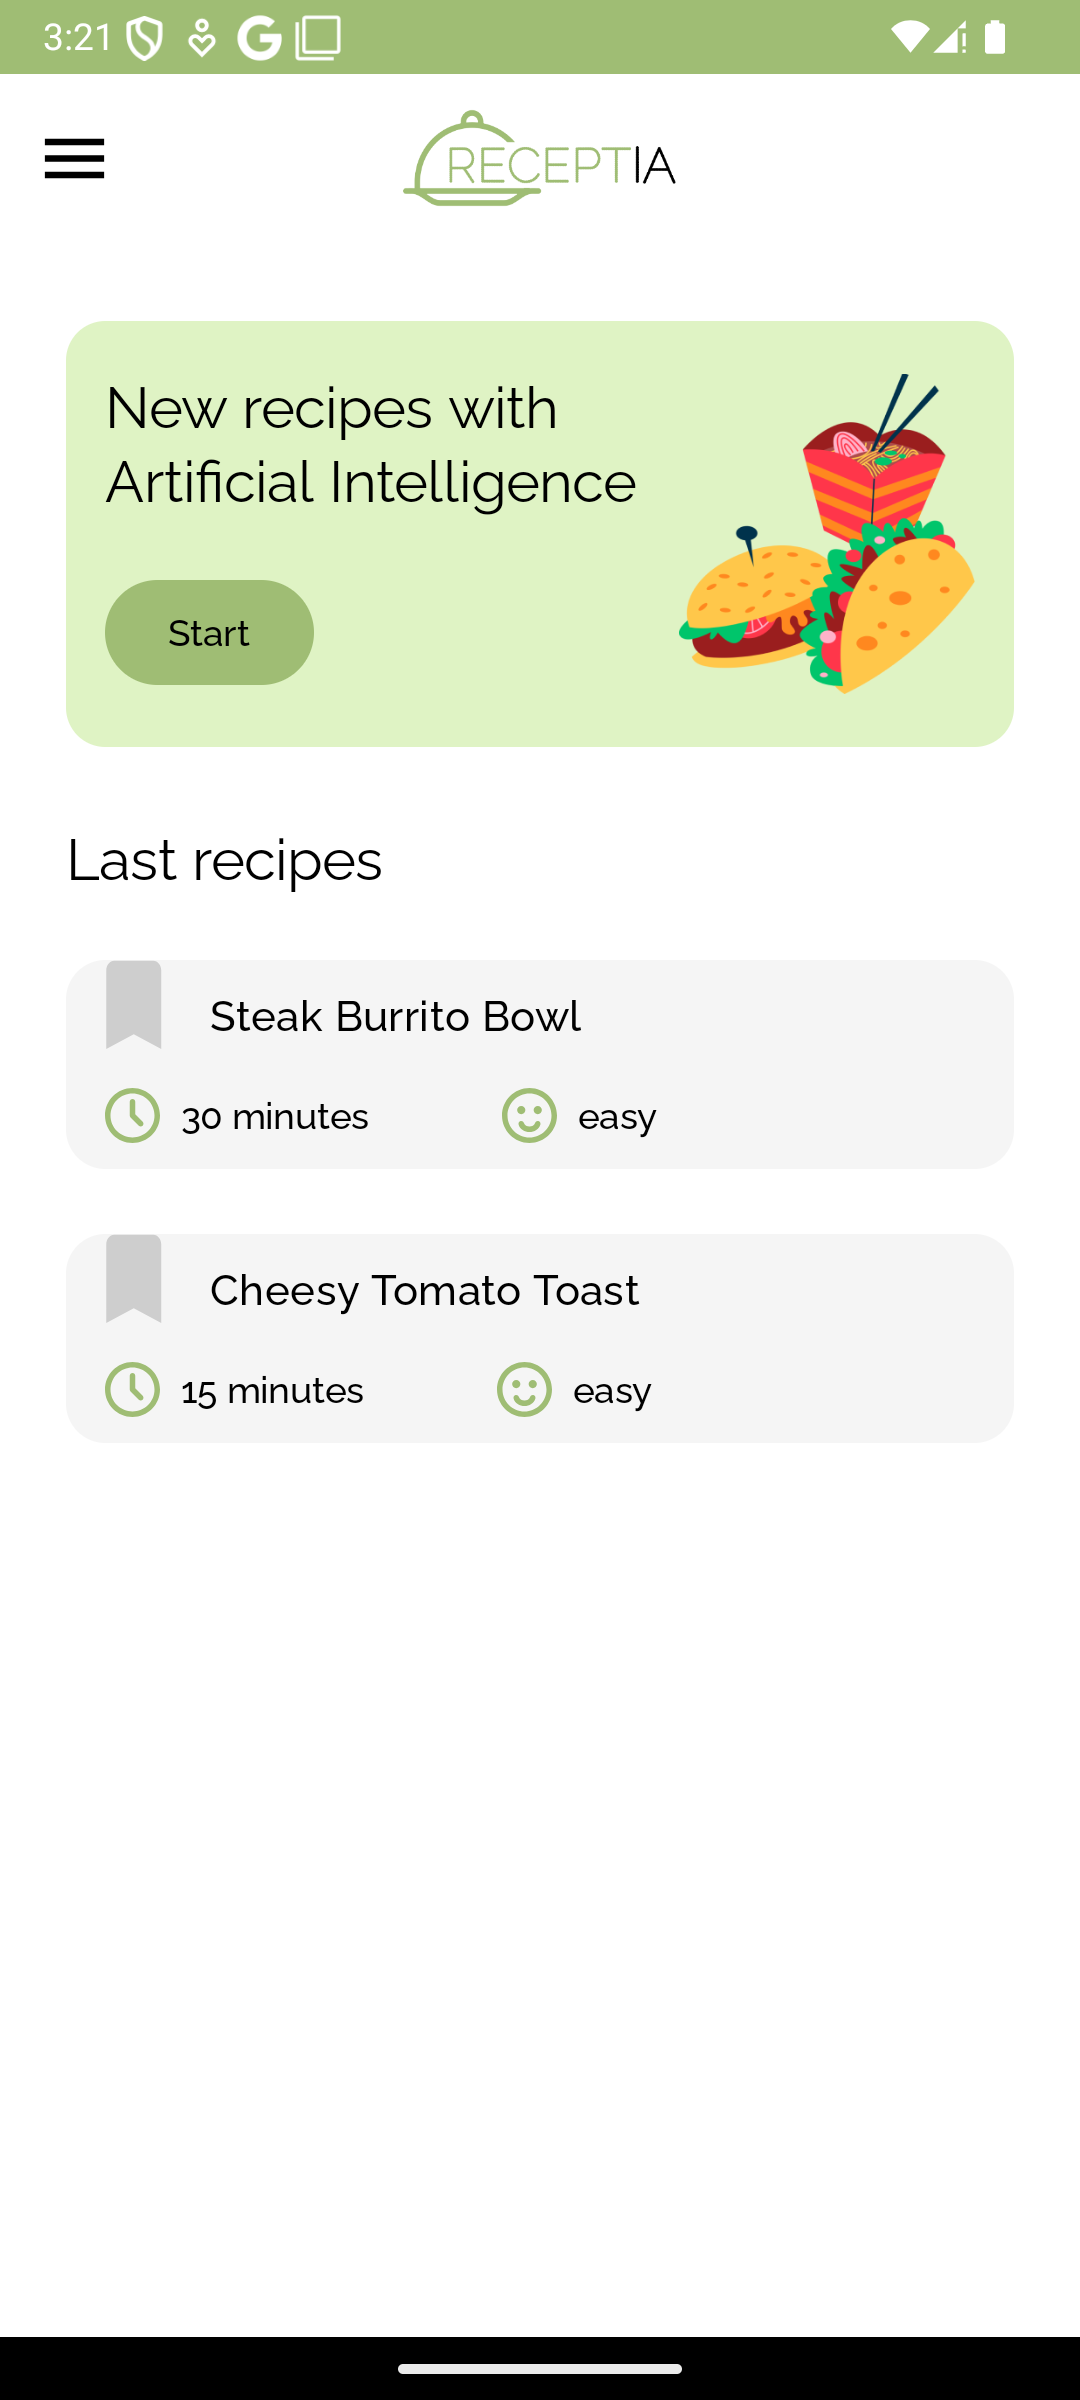 3:21
RECEPTIA
New recipes with
Artificial Intelligence
Start
Last recipes
Steak Burrito Bowl
30 minutes
easy
Cheesy Tomato Toast
15 minutes
easy